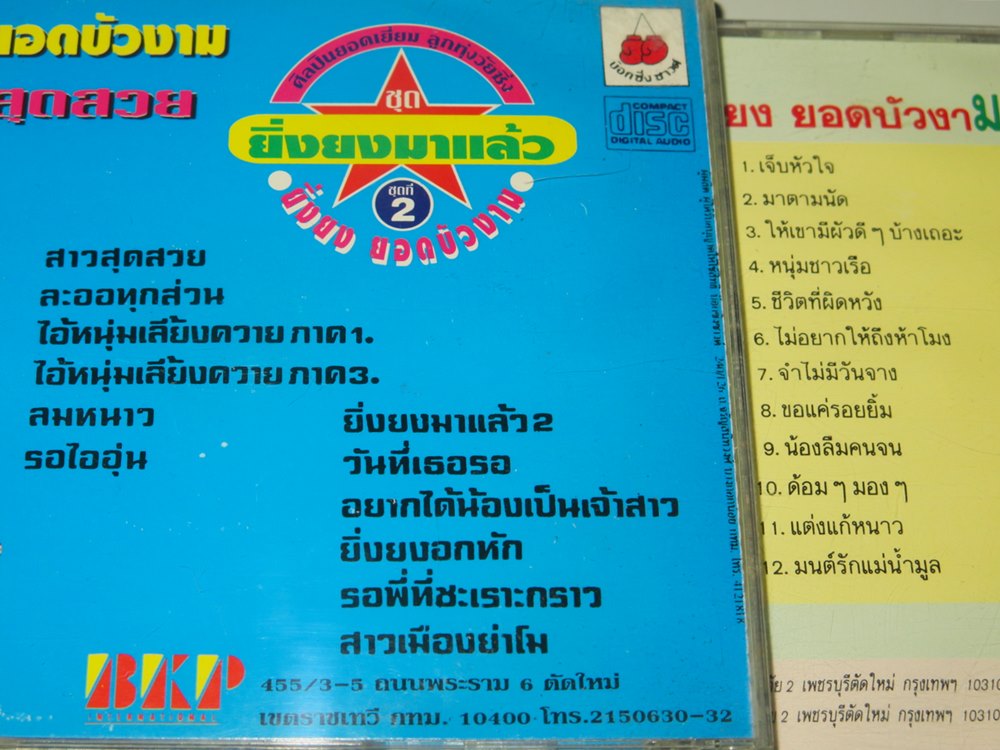 ยอดบัวงาม
สุดสวย
ศิลปินยอดเยี่ยม ลูกทุ่งวัยซิ่ง
ชุด
ยิ่งยงมาแล้ว
ชุดที่
2
ยิ่งยง ยอดบัวงาม
บ๊อกซิ่งซาวด์
COMPACT
disc
DIGITAL AUDIO
สาวสุดสวย
ละออทุกส่วน
ไอ้หนุ่มเลี้ยงควาย ภาค1.
ไอ้หนุ่มเลี้ยงควาย ภาค3.
ลมหนาว
รอไออุ่น
ยิ่งยงมาแล้ว2
วันที่เธอรอ
อยากได้น้องเป็นเจ้าสาว
ยิ่งยงอกหัก
รอพี่ที่ชะเราะกราว
สาวเมืองย่าโม
BKP
INTERNATIONAL
455/3-5 ถนนพระราม 6 ตัดใหม่
เขตราชเทวี กทม. 10400 โทร.2150630-32
ยง ยอดบัวงาม
1. เจ็บหัวใจ
2. มาตามนัด
3. ให้เขามีผัวดี ๆ บ้างเถอะ
4. หนุ่มชาวเรือ
5. ชีวิตที่ผิดหวัง
6. ไม่อยากให้ถึงห้าโมง
7. จำไม่มีวันจาง
8. ขอแค่รอยยิ้ม
9. น้องลืมคนจน
10. ด้อม ๆ มอง ๆ
11. แต่งแก้หนาว
12. มนต์รักแม่น้ำมูล
2 เพชรบุรีตัดใหม่ กรุงเทพฯ 10310
2 เพชรบุรีตัดใหม่ กรุงเทพฯ 10310